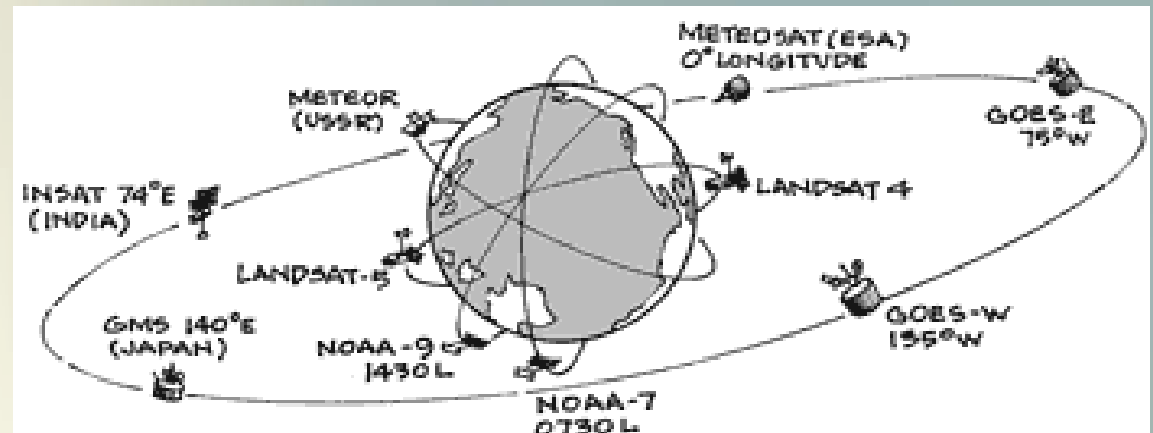 METEOSAT (ESA)
0° LONGITUDE
METEOR
(USSR)
GOES-E
75°W
INSAT 74°E
(INDIA)
LANDSAT 4
LANDSAT-5
GOES-W
135°W
GMS 140°E
(JAPAN)
NOAA-9
1430L
NOAA-7
0730L